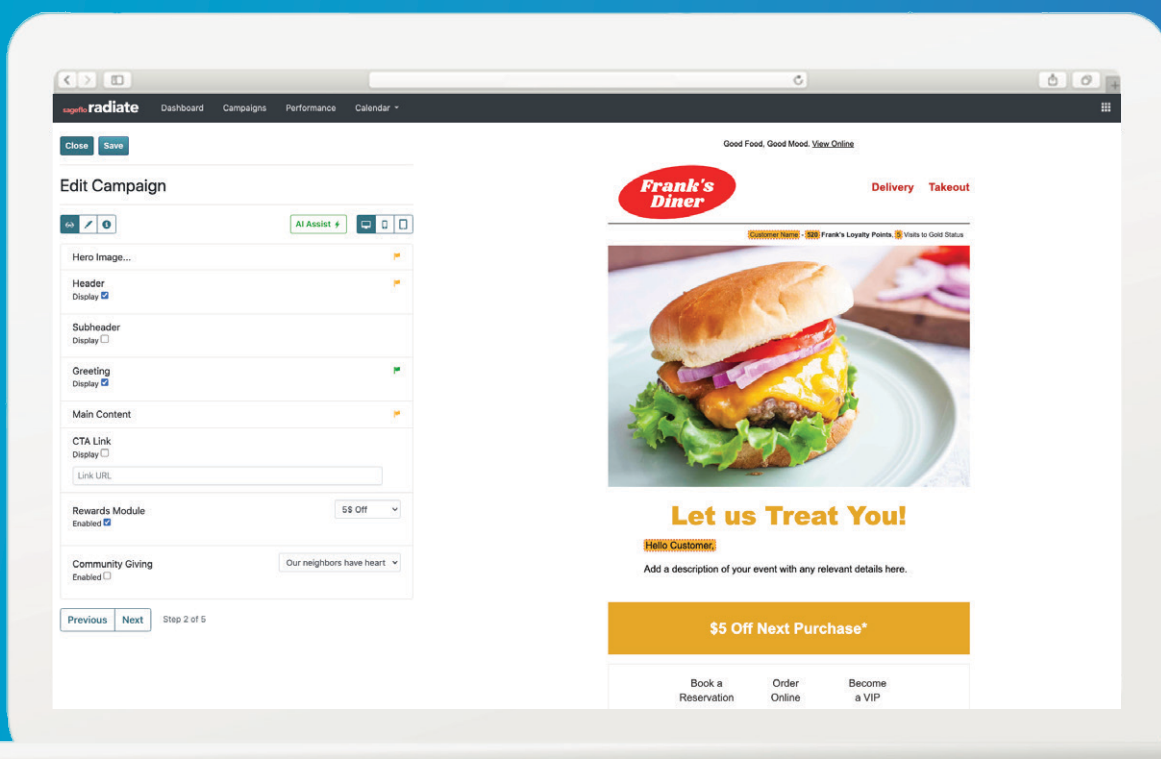 sageflo radiate Dashboard Campaigns Performance Calendar
Close Save
Edit Campaign
AI Assist
Hero Image...
Header
Display
Subheader
Display
Greeting
Display
Main Content
CTA Link
Display
Link URL
Rewards Module
Enabled
5$ Off
Community Giving
Enabled
Our neighbors have heart
Previous Next Step 2 of 5
Good Food, Good Mood. View Online
Frank's
Diner
Delivery Takeout
Customer Name - 520 Frank's Loyalty Points. 5 Visits to Gold Status
Let us Treat You!
Hello Customer,
Add a description of your event with any relevant details here.
$5 Off Next Purchase*
Book a
Reservation
Order
Online
Become
a VIP